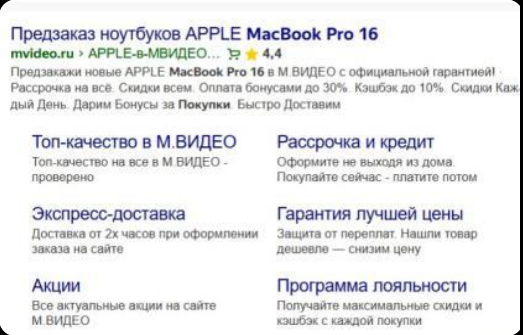 Предзаказ ноутбуков APPLE MacBook Pro 16
mvideo.ru › APPLE-в-МВИДЕО... 4,4
Предзакажи новые APPLE MacBook Pro 16 в М.ВИДЕО с официальной гарантией! ·
Рассрочка на всё. Скидки всем. Оплата бонусами до 30%. Кэшбэк до 10%. Скидки Каж
дый День. Дарим Бонусы за Покупки. Быстро Доставим
Топ-качество в М.ВИДЕО
Топ-качество на все в М.ВИДЕО -
проверено
Рассрочка и кредит
Оформите не выходя из дома.
Покупайте сейчас - платите потом
Экспресс-доставка
Доставка от 2х часов при оформлении
заказа на сайте
Гарантия лучшей цены
Защита от переплат. Нашли товар
дешевле — снизим цену
Акции
Все актуальные акции на сайте
М.ВИДЕО
Программа лояльности
Получайте максимальные скидки и
кэшбэк с каждой покупки